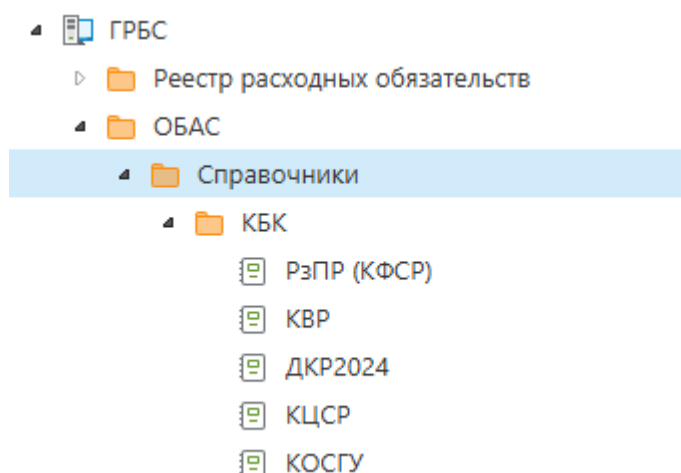 ГРБС
Реестр расходных обязательств
ОБАС
Справочники
КБК
РзПР (КФСР)
КВР
ДКР2024
КЦСР
КОСГУ